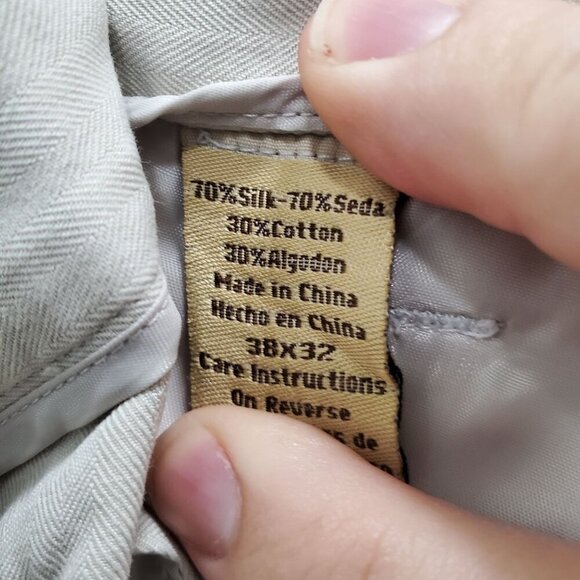 70%Silk-70%Seda
30%Cotton
30%Algodon
Made in China
Hecho en China
38X32
Care Instructions
On Reverse
de